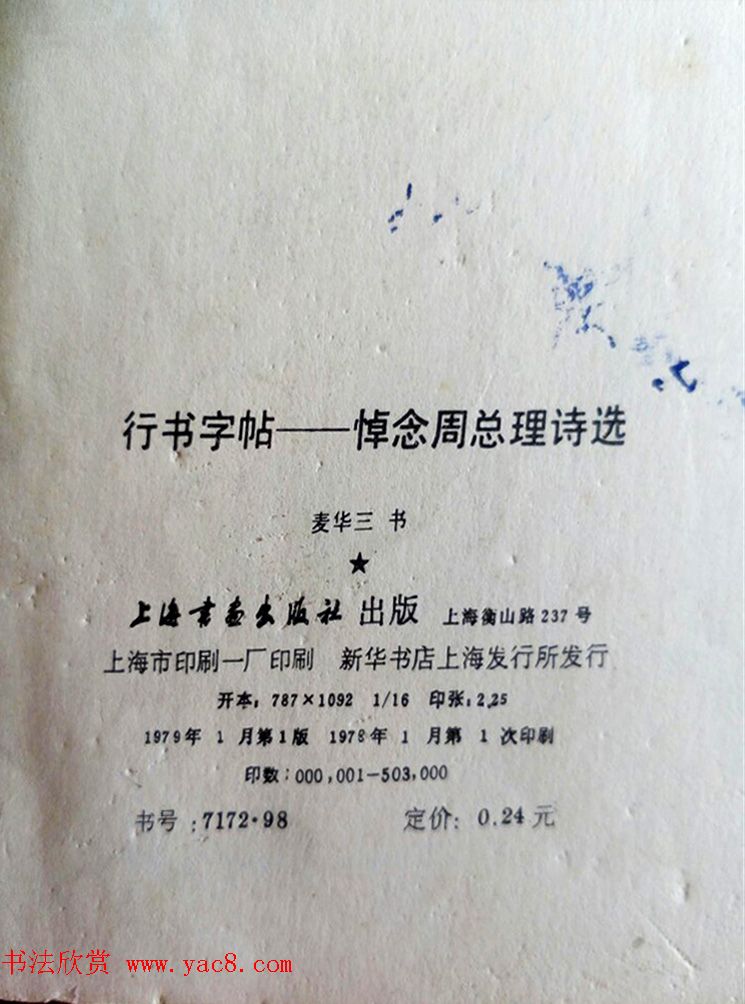 行书字帖——悼念周总理诗选
麦华三 书
★
上海书画出版社 出版 上海衡山路237号
上海市印刷一厂印刷 新华书店上海发行所发行
开本:787×1092 1/16 印张:2.25
1979年1月第1版 1978年1月第1次印刷
印数:000,001—503,000
书号:7172·98 定价:0.24元
书法欣赏 www.yac8.com